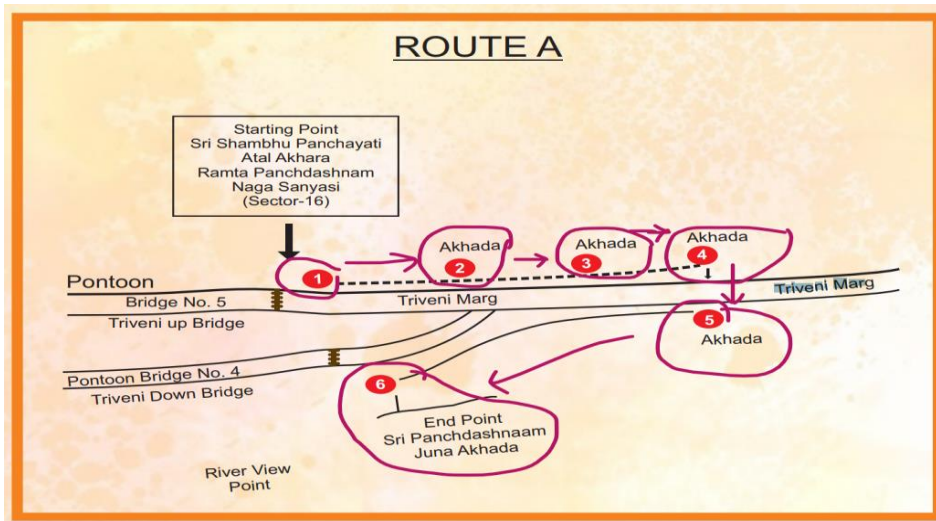 ROUTE A
Starting Point
Sri Shambhu Panchayati
Atal Akhara
Ramta Panchdashnam
Naga Sanyasi
(Sector-16)
1
Akhada
2
Akhada
3
Akhada
4
Pontoon
Bridge No. 5
Triveni Marg
Triveni Marg
Triveni up Bridge
5
Akhada
Pontoon Bridge No. 4
Triveni Down Bridge
6
End Point
Sri Panchdashnaam
Juna Akhada
River View
Point